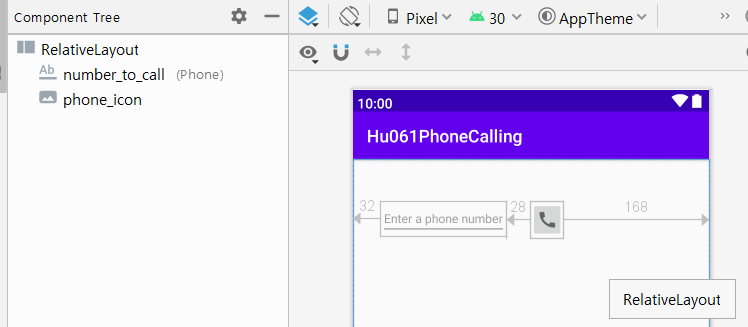 Component Tree
Pixel 30 AppTheme »
RelativeLayout
Ab number_to_call (Phone)
phone_icon
10:00
Hu061PhoneCalling
32 28 168
Enter a phone number
RelativeLayout